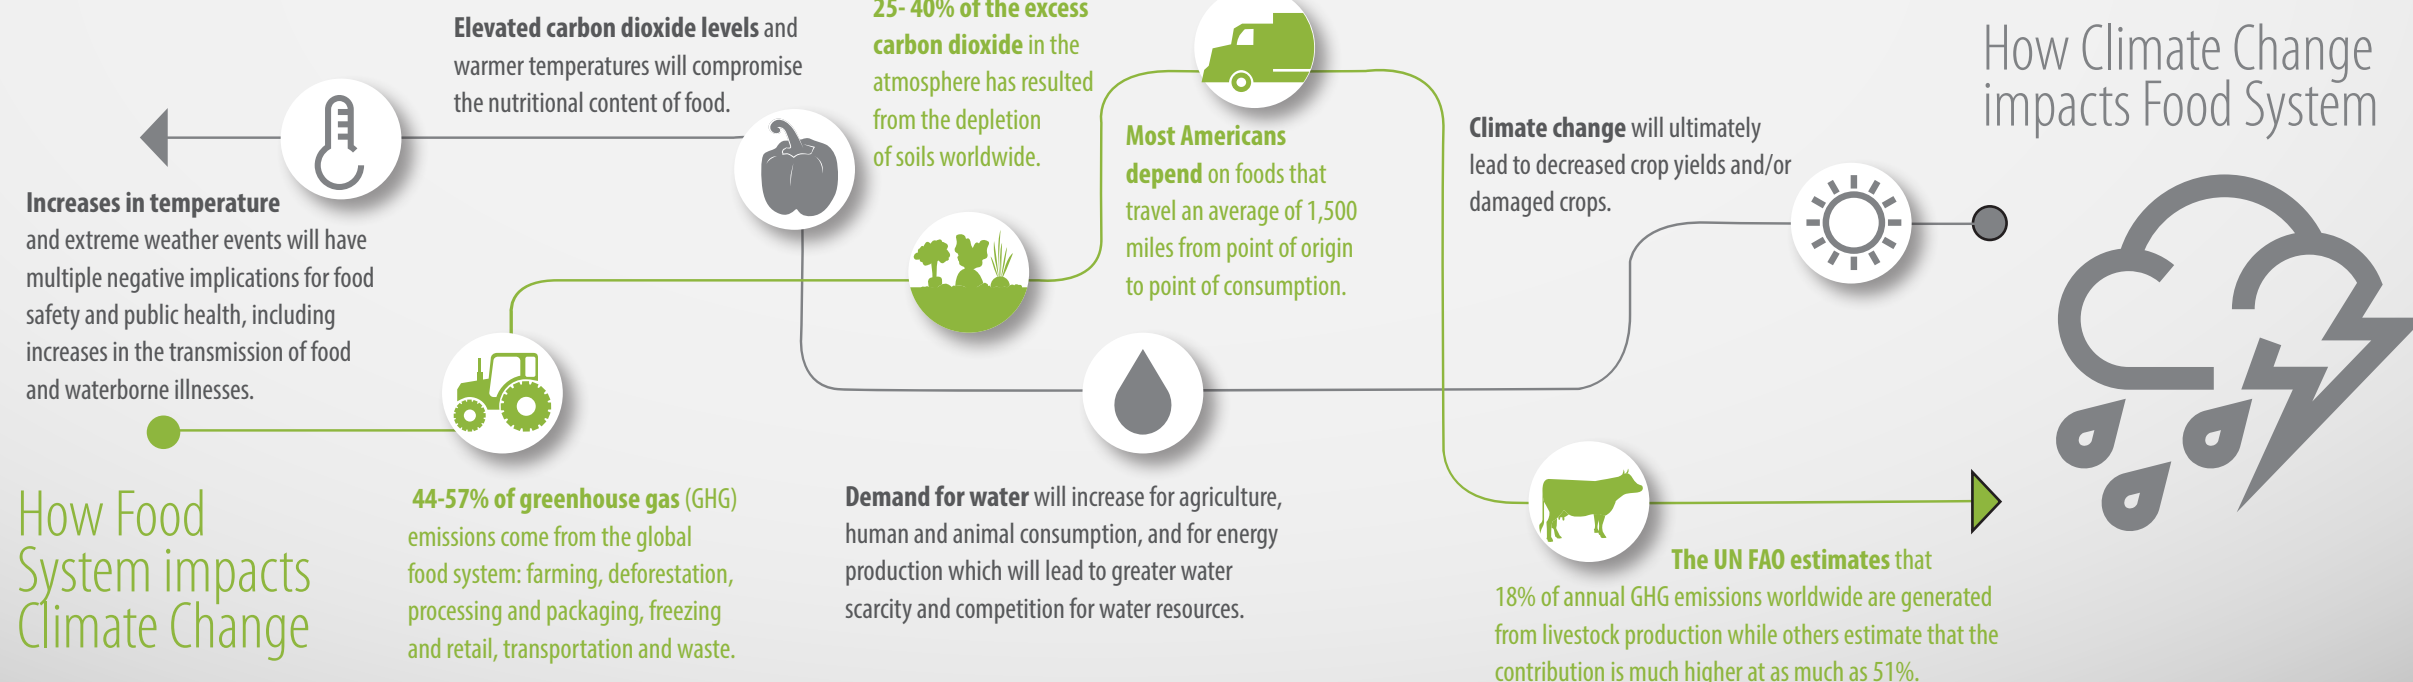 Elevated carbon dioxide levels and
warmer temperatures will compromise
the nutritional content of food.
25- 40% of the excess
carbon dioxide in the
atmosphere has resulted
from the depletion
of soils worldwide.
Most Americans
depend on foods that
travel an average of 1,500
miles from point of origin
to point of consumption.
Climate change will ultimately
lead to decreased crop yields and/or
damaged crops.
How Climate Change
impacts Food System
Increases in temperature
and extreme weather events will have
multiple negative implications for food
safety and public health, including
increases in the transmission of food
and waterborne illnesses.
How Food
System impacts
Climate Change
44-57% of greenhouse gas (GHG)
emissions come from the global
food system: farming, deforestation,
processing and packaging, freezing
and retail, transportation and waste.
Demand for water will increase for agriculture,
human and animal consumption, and for energy
production which will lead to greater water
scarcity and competition for water resources.
The UN FAO estimates that
18% of annual GHG emissions worldwide are generated
from livestock production while others estimate that the
contribution is much higher at as much as 51%.